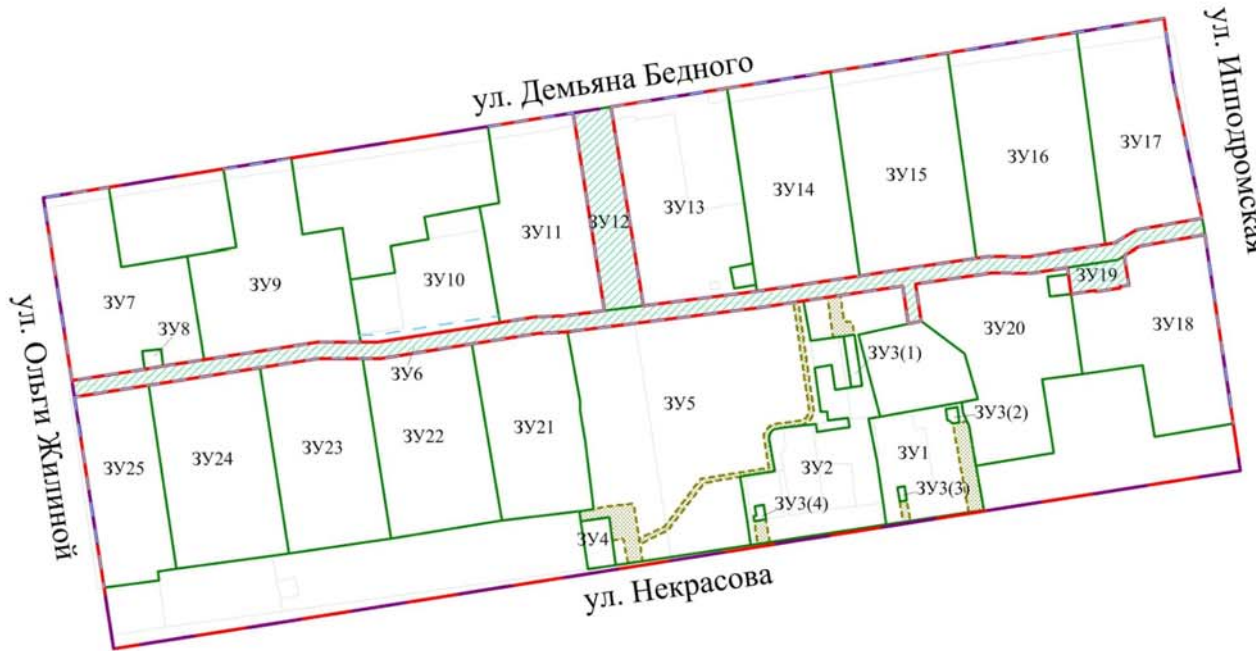 ул. Демьяна Бедного
ул. Ипподромская
ЗУ17
ЗУ16
ЗУ15
ЗУ14
ЗУ13
ЗУ12
ЗУ11
ЗУ10
ЗУ9
ЗУ7
ЗУ8
ЗУ6
ЗУ19
ЗУ20
ЗУ18
ЗУ3(1)
ЗУ3(2)
ЗУ5
ЗУ21
ЗУ22
ЗУ23
ЗУ24
ЗУ25
ЗУ1
ЗУ2
ЗУ3(3)
ЗУ3(4)
ЗУ4
ул. Ольги Жилиной
ул. Некрасова